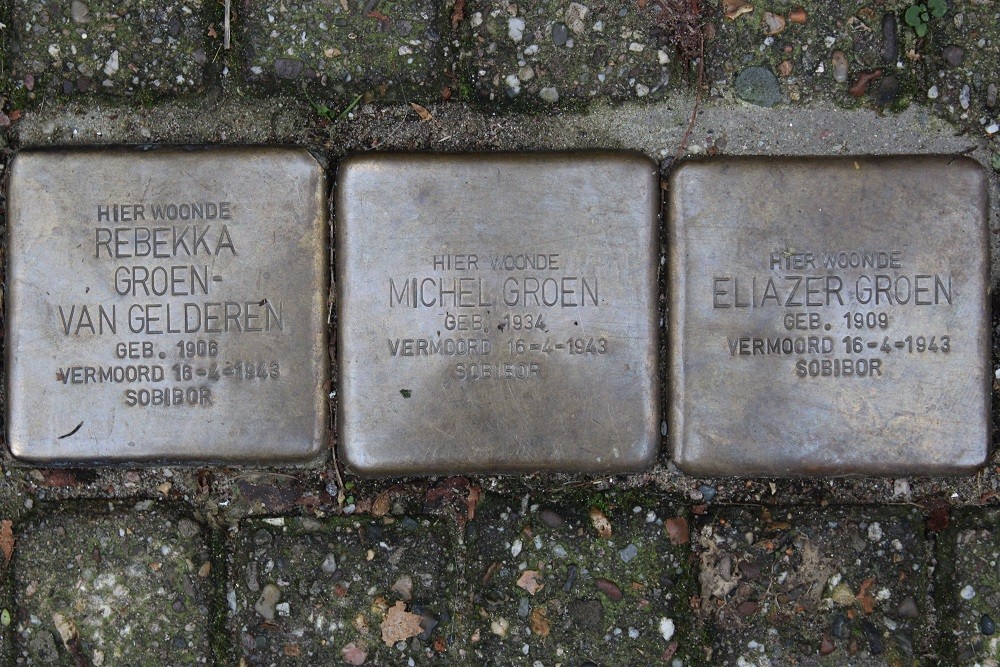 HIER WOONDE
REBEKKA
GROEN-
VAN GELDEREN
GEB. 1906
VERMOORD 16-4-1943
SOBIBOR
HIER WOONDE
MICHEL GROEN
GEB. 1934
VERMOORD 16-4-1943
SOBIBOR
HIER WOONDE
ELIAZER GROEN
GEB. 1909
VERMOORD 16-4-1943
SOBIBOR